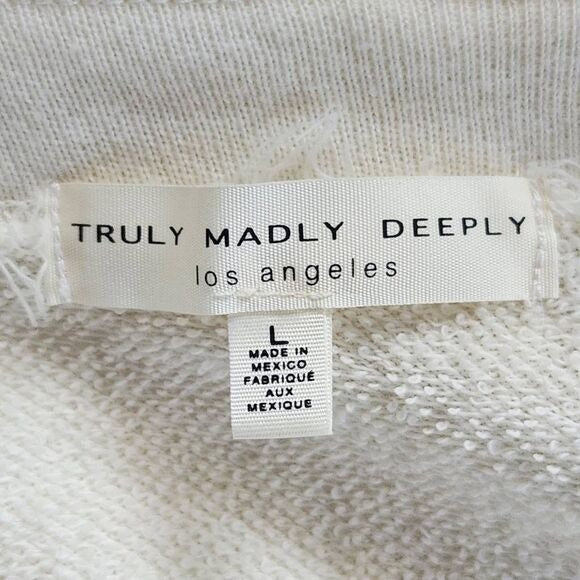 TRULY MADLY DEEPLY
los angeles
L
MADE IN
MEXICO
FABRIQUÉ
AUX
MEXIQUE